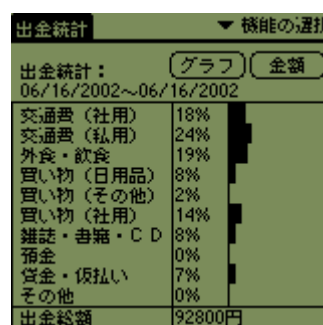 出金統計 ▼ 機能の選
出金統計： グラフ 金額
06/16/2002～06/16/2002
交通費（社用） 18%
交通費（私用） 24%
外食・飲食 19%
買い物（日用品） 8%
買い物（その他） 2%
買い物（社用） 14%
雑誌・書籍・ＣＤ 8%
預金 0%
貸金・仮払い 7%
その他 0%
出金総額 92800円